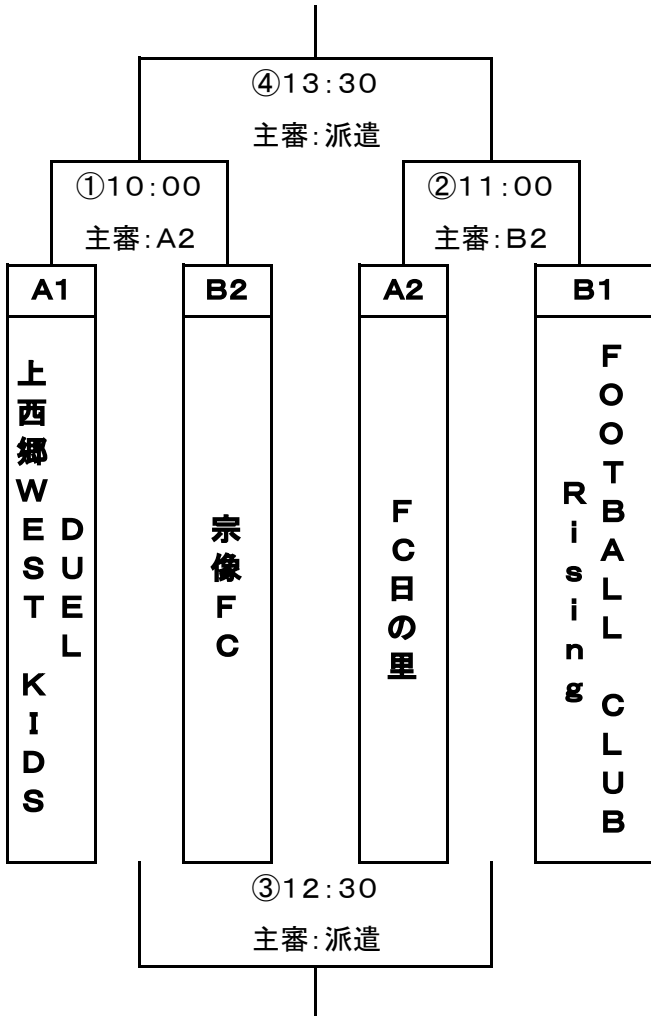 ④13:30
主審:派遣
①10:00
主審:A2
②11:00
主審:B2
A1
B2
A2
B1
上西郷WEST KIDS
DUEL
宗像FC
FC日の里
FOOTBALL CLUB
Rising
③12:30
主審:派遣